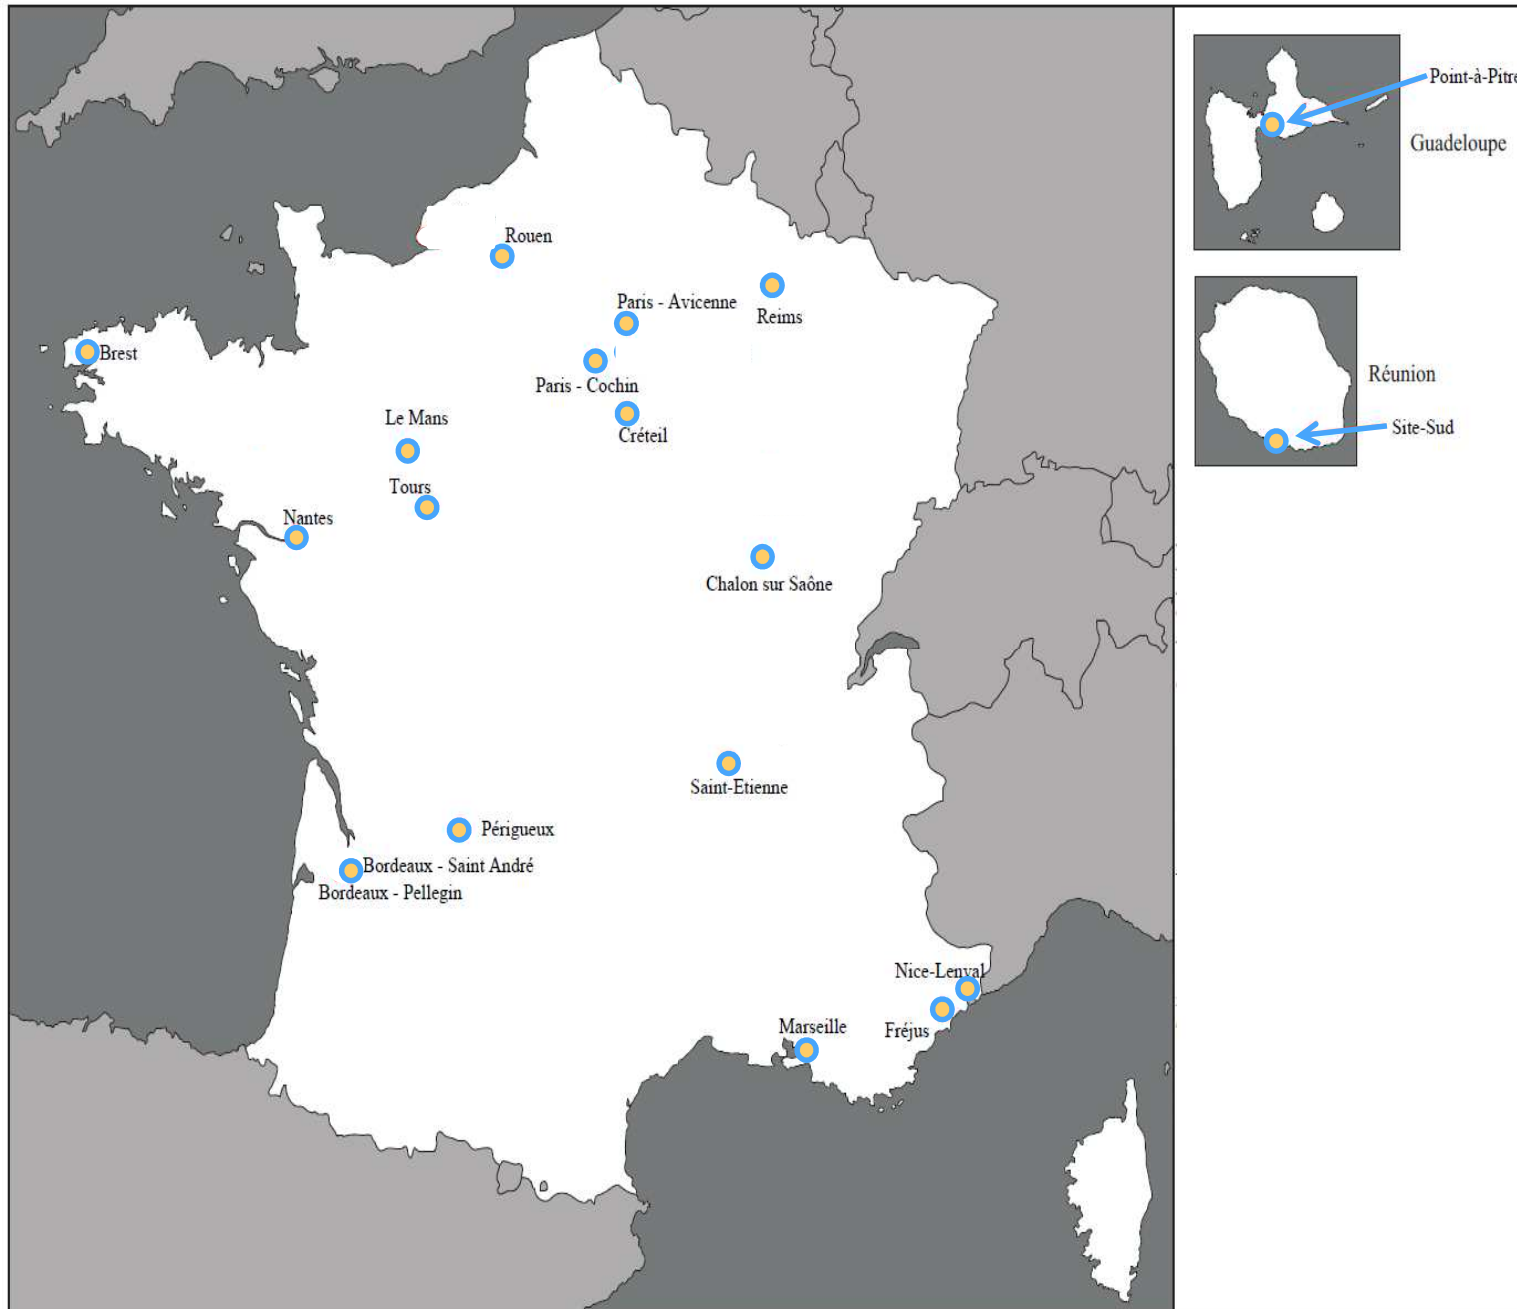 Point-à-Pitre
Guadeloupe
Rouen
Paris - Avicenne
Reims
Brest
Réunion
Paris - Cochin
Le Mans
Site-Sud
Créteil
Tours
Nantes
Chalon sur Saône
Saint-Etienne
Périgueux
Bordeaux - Saint André
Bordeaux - Pellegin
Nice-Lenval
Marseille
Fréjus